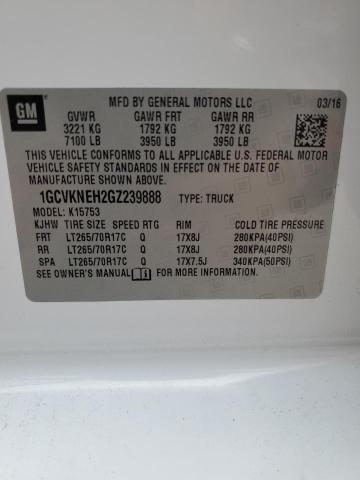 GM
MFD BY GENERAL MOTORS LLC 03/16
GVWR GAWR FRT GAWR RR
3221 KG 1792 KG 1792 KG
7100 LB 3950 LB 3950 LB
THIS VEHICLE CONFORMS TO ALL APPLICABLE U.S. FEDERAL MOTOR
VEHICLE SAFETY STANDARDS IN EFFECT ON THE DATE OF
MANUFACTURE SHOWN ABOVE.
1GCVKNEH2GZ239888 TYPE: TRUCK
MODEL: K15753
KJHW TIRE SIZE SPEED RTG RIM COLD TIRE PRESSURE
FRT LT265/70R17C Q 17X8J 280KPA(40PSI)
RR LT265/70R17C Q 17X8J 280KPA(40PSI)
SPA LT265/70R17C Q 17X7.5J 340KPA(50PSI)
SEE OWNER'S MANUAL FOR MORE INFORMATION